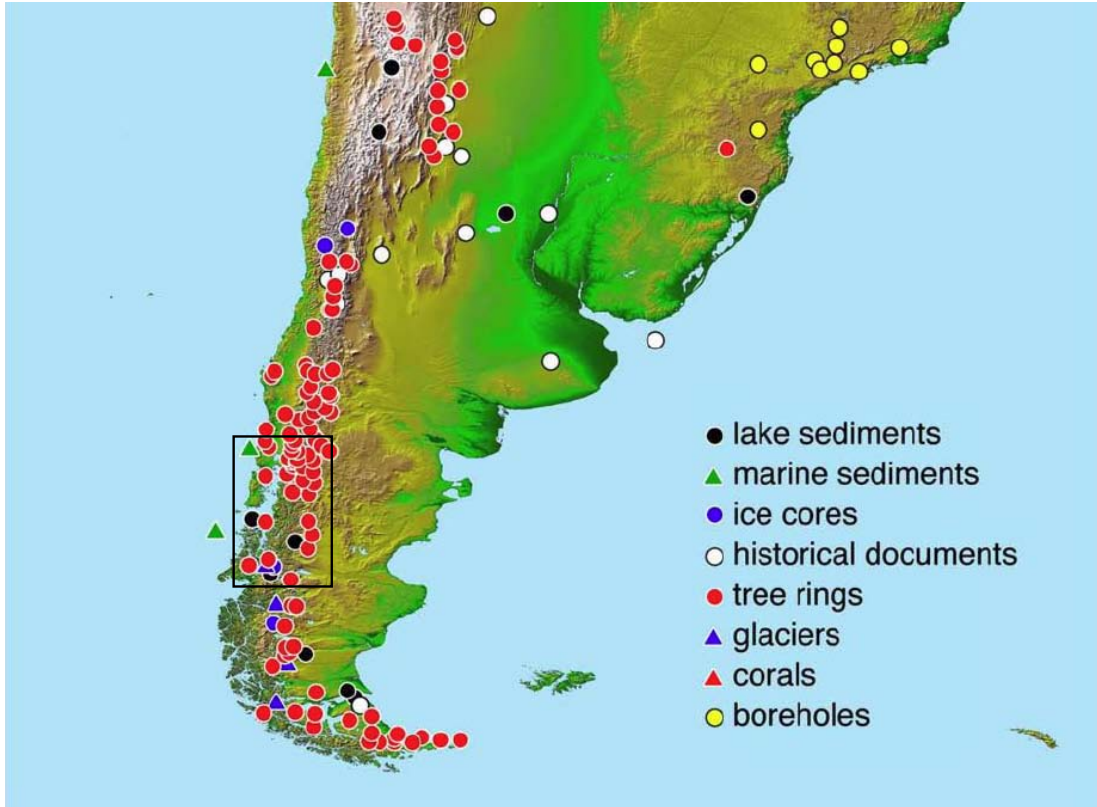 lake sediments
marine sediments
ice cores
historical documents
tree rings
glaciers
corals
boreholes